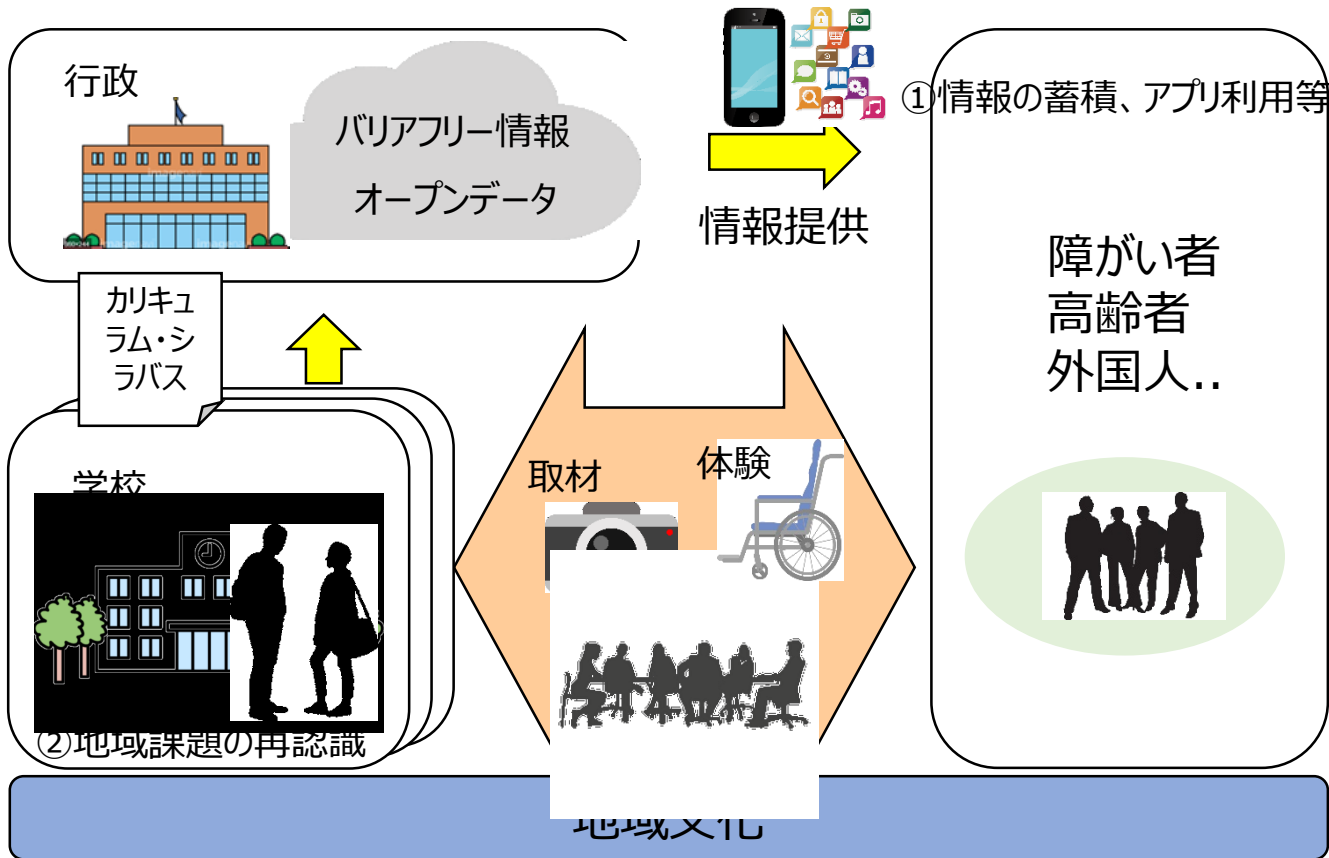 行政
バリアフリー情報
オープンデータ
①情報の蓄積、アプリ利用等
情報提供
障がい者
高齢者
外国人..
カリキュ
ラム・シ
ラバス
学校
取材
体験
②地域課題の再認識
地域文化